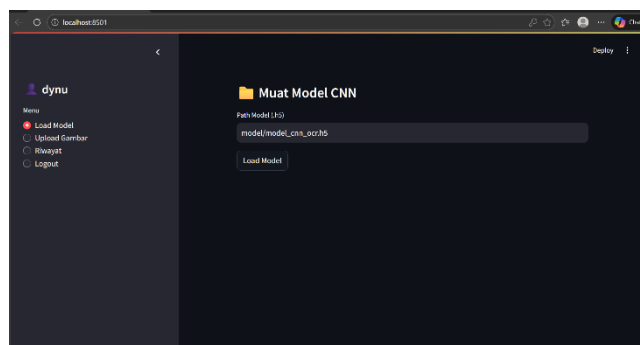 localhost:8501
Deploy
dynu
Menu
Load Model
Upload Gambar
Riwayat
Logout
Muat Model CNN
Path Model (.h5)
model/model_cnn_ocr.h5
Load Model